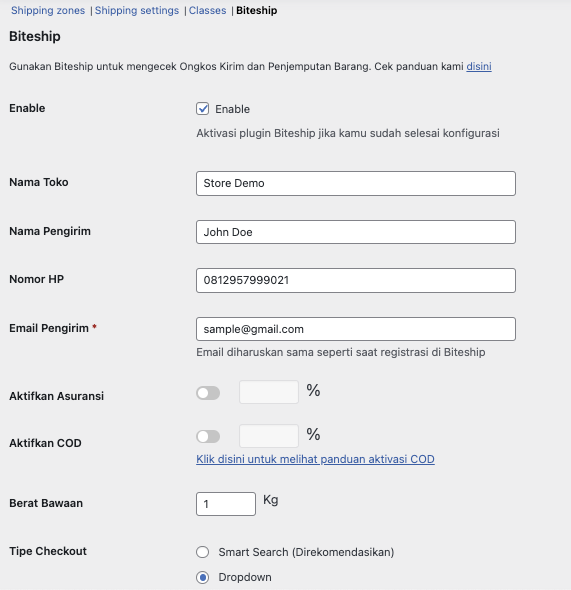 Shipping zones | Shipping settings | Classes | Biteship
Biteship
Gunakan Biteship untuk mengecek Ongkos Kirim dan Penjemputan Barang. Cek panduan kami disini
Enable
Enable
Aktivasi plugin Biteship jika kamu sudah selesai konfigurasi
Nama Toko
Store Demo
Nama Pengirim
John Doe
Nomor HP
0812957999021
Email Pengirim *
sample@gmail.com
Email diharuskan sama seperti saat registrasi di Biteship
Aktifkan Asuransi
%
Aktifkan COD
%
Klik disini untuk melihat panduan aktivasi COD
Berat Bawaan
1
Kg
Tipe Checkout
Smart Search (Direkomendasikan)
Dropdown